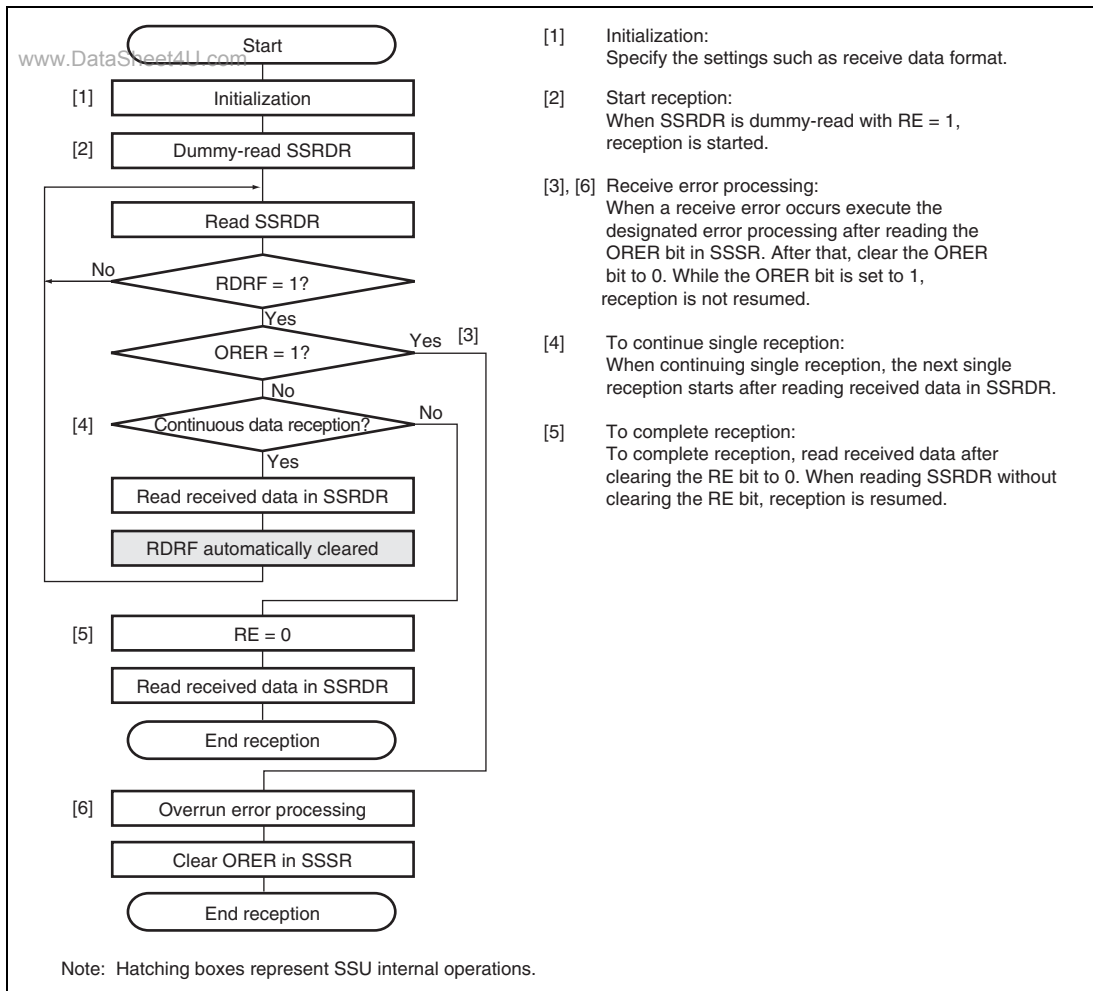 www.DataSheet4U.com
Start
[1]
Initialization
[2]
Dummy-read SSRDR
Read SSRDR
No
RDRF = 1?
Yes
ORER = 1?
Yes
[3]
No
[4]
Continuous data reception?
No
Yes
Read received data in SSRDR
RDRF automatically cleared
[5]
RE = 0
Read received data in SSRDR
End reception
[6]
Overrun error processing
Clear ORER in SSSR
End reception
[1] Initialization:
Specify the settings such as receive data format.
[2] Start reception:
When SSRDR is dummy-read with RE = 1,
reception is started.
[3], [6] Receive error processing:
When a receive error occurs execute the
designated error processing after reading the
ORER bit in SSSR. After that, clear the ORER
bit to 0. While the ORER bit is set to 1,
reception is not resumed.
[4] To continue single reception:
When continuing single reception, the next single
reception starts after reading received data in SSRDR.
[5] To complete reception:
To complete reception, read received data after
clearing the RE bit to 0. When reading SSRDR without
clearing the RE bit, reception is resumed.
Note: Hatching boxes represent SSU internal operations.